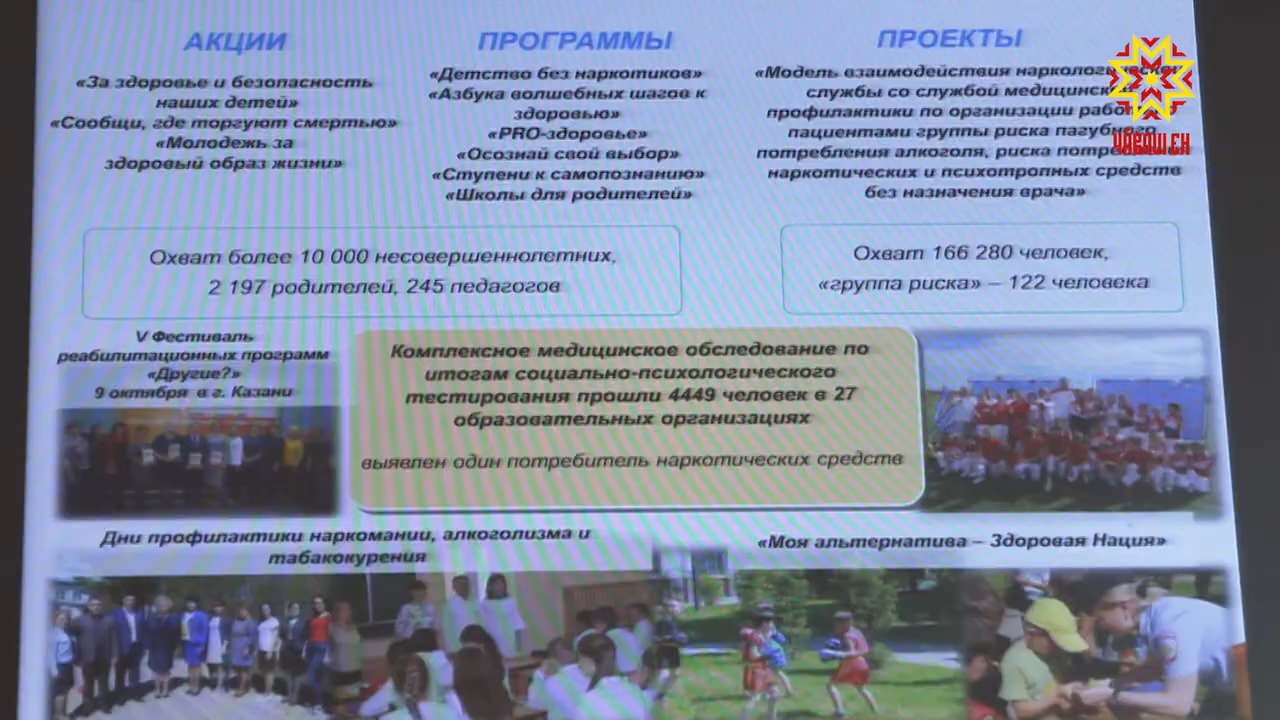 АКЦИИ
«За здоровье и безопасность
наших детей»
«Сообщи, где торгуют смертью»
«Молодежь за
здоровый образ жизни»
ПРОГРАММЫ
«Детство без наркотиков»
«Азбука волшебных шагов к
здоровью»
«PRO-здоровье»
«Осознай свой выбор»
«Ступени к самопознанию»
«Школы для родителей»
ПРОЕКТЫ
«Модель взаимодействия
службы со службой
профилактики по организации
пациентами группы риска пагубного
потребления алкоголя, риска
наркотических и психотропных средств
без назначения врача»
ЧӐВАШ ЕН
Охват более 10 000 несовершеннолетних,
2 197 родителей, 245 педагогов
Охват 166 280 человек,
«группа риска» – 122 человека
V Фестиваль
реабилитационных программ
«Другие?»
9 октября в г. Казани
Комплексное медицинское обследование по
итогам социально-психологического
тестирования прошли 4449 человек в 27
образовательных организациях
выявлен один потребитель наркотических средств
Дни профилактики наркомании, алкоголизма и
табакокурения
«Моя альтернатива – Здоровая Нация»